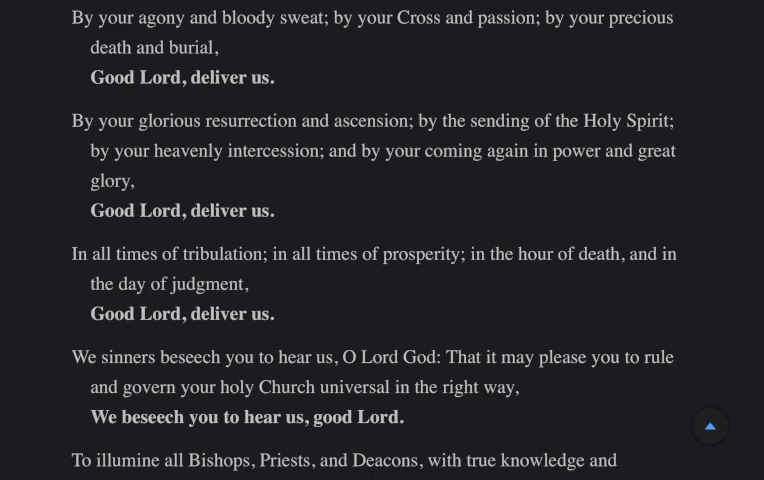 By your agony and bloody sweat; by your Cross and passion; by your precious
death and burial,
Good Lord, deliver us.
By your glorious resurrection and ascension; by the sending of the Holy Spirit;
by your heavenly intercession; and by your coming again in power and great
glory,
Good Lord, deliver us.
In all times of tribulation; in all times of prosperity; in the hour of death, and in
the day of judgment,
Good Lord, deliver us.
We sinners beseech you to hear us, O Lord God: That it may please you to rule
and govern your holy Church universal in the right way,
We beseech you to hear us, good Lord.
To illumine all Bishops, Priests, and Deacons, with true knowledge and